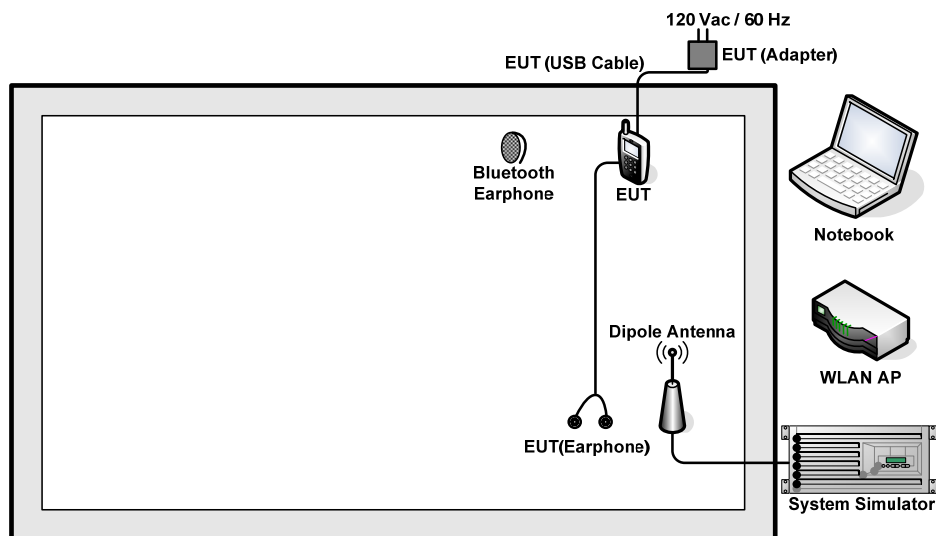 120 Vac / 60 Hz
EUT (Adapter)
EUT (USB Cable)
Bluetooth
Earphone
EUT
Notebook
Dipole Antenna
WLAN AP
EUT(Earphone)
System Simulator